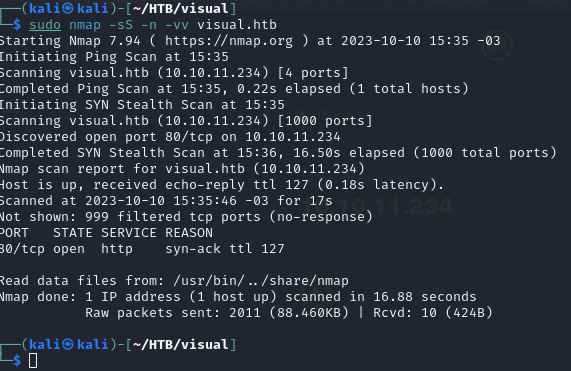 ┌──(kali㉿kali)-[~/HTB/visual]
└─$ sudo nmap -sS -n -vv visual.htb
Starting Nmap 7.94 ( https://nmap.org ) at 2023-10-10 15:35 -03
Initiating Ping Scan at 15:35
Scanning visual.htb (10.10.11.234) [4 ports]
Completed Ping Scan at 15:35, 0.22s elapsed (1 total hosts)
Initiating SYN Stealth Scan at 15:35
Scanning visual.htb (10.10.11.234) [1000 ports]
Discovered open port 80/tcp on 10.10.11.234
Completed SYN Stealth Scan at 15:36, 16.50s elapsed (1000 total ports)
Nmap scan report for visual.htb (10.10.11.234)
Host is up, received echo-reply ttl 127 (0.18s latency).
Scanned at 2023-10-10 15:35:46 -03 for 17s
Not shown: 999 filtered tcp ports (no-response)
PORT   STATE SERVICE REASON
80/tcp open  http    syn-ack ttl 127
Read data files from: /usr/bin/../share/nmap
Nmap done: 1 IP address (1 host up) scanned in 16.88 seconds
Raw packets sent: 2011 (88.460KB) | Rcvd: 10 (424B)
┌──(kali㉿kali)-[~/HTB/visual]
└─$